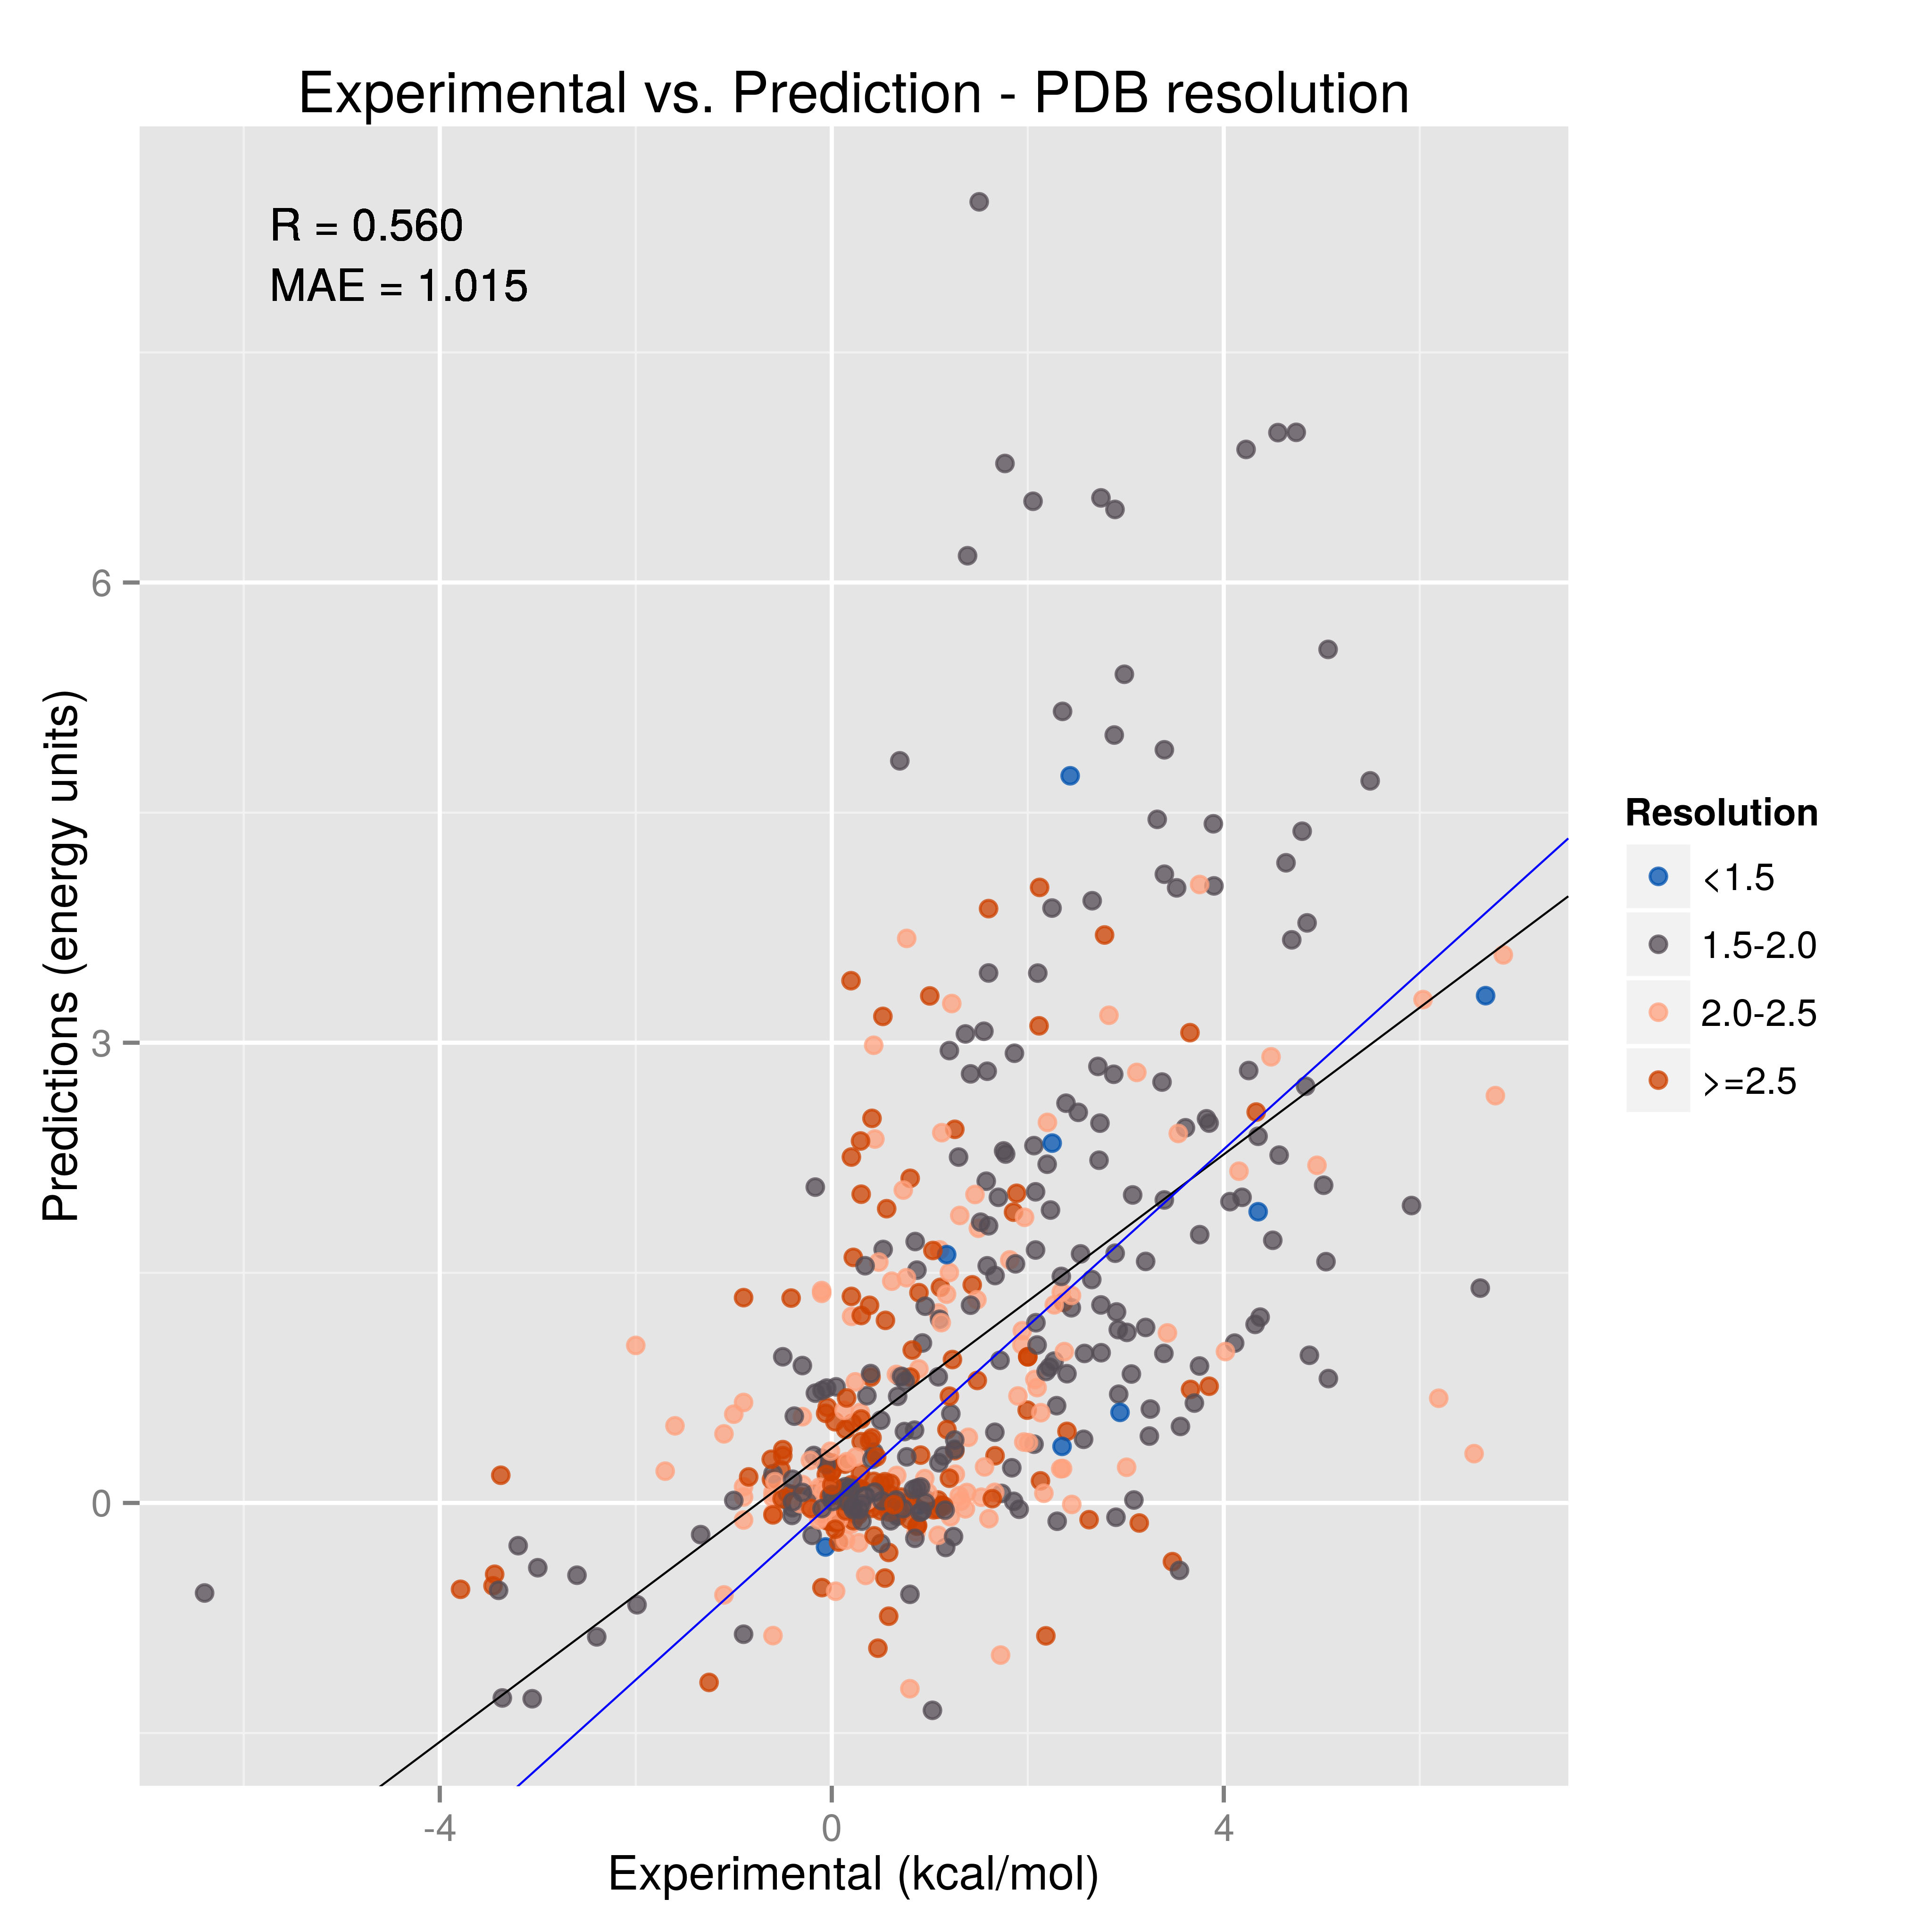 Experimental vs. Prediction - PDB resolution
R = 0.560
MAE = 1.015
Predictions (energy units)
6
3
0
-4
0
4
Experimental (kcal/mol)
Resolution
<1.5
1.5-2.0
2.0-2.5
>=2.5